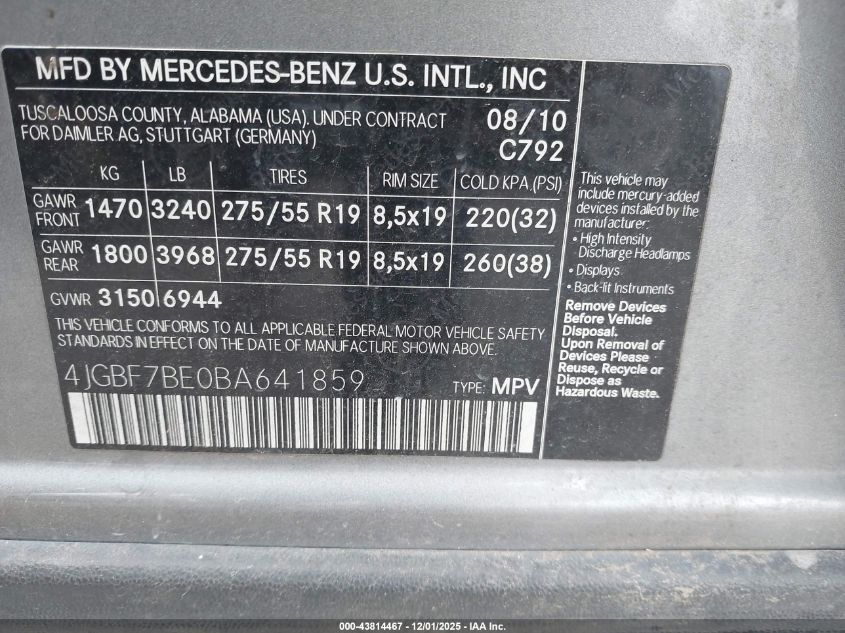 MFD BY MERCEDES-BENZ U.S. INTL., INC
TUSCALOOSA COUNTY, ALABAMA (USA). UNDER CONTRACT
FOR DAIMLER AG, STUTTGART (GERMANY)
08/10
C792
KG LB TIRES RIM SIZE COLD KPA,(PSI)
GAWR FRONT 1470 3240 275/55 R19 8,5x19 220(32)
GAWR REAR 1800 3968 275/55 R19 8,5x19 260(38)
GVWR 3150 6944
THIS VEHICLE CONFORMS TO ALL APPLICABLE FEDERAL MOTOR VEHICLE SAFETY
STANDARDS IN EFFECT ON THE DATE OF MANUFACTURE SHOWN ABOVE.
4JGBF7BE0BA641859
TYPE: MPV
This vehicle may
include mercury-added
devices installed by the
manufacturer:
• High Intensity
Discharge Headlamps
• Displays
• Back-lit Instruments
Remove Devices
Before Vehicle
Disposal.
Upon Removal of
Devices Please
Reuse, Recycle or
Dispose as
Hazardous Waste.
000-43814467 - 12/01/2025 - IAA Inc.